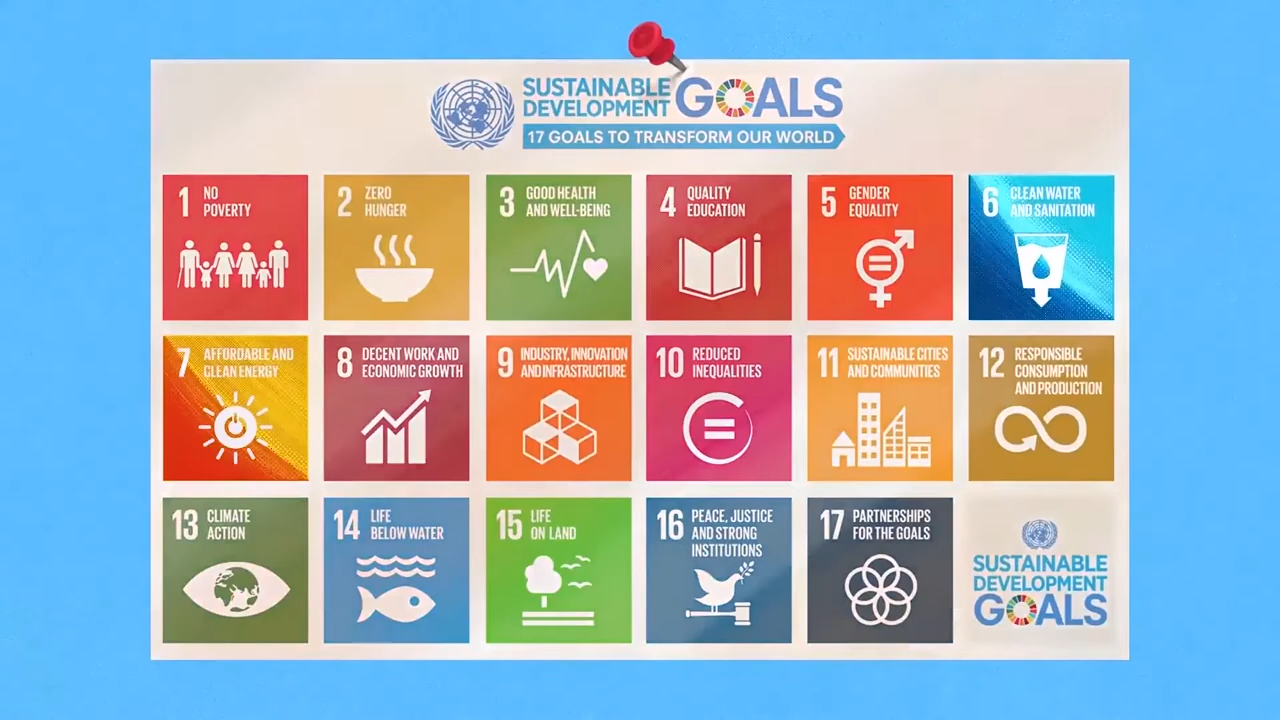 SUSTAINABLE
DEVELOPMENT
GOALS
17 GOALS TO TRANSFORM OUR WORLD
1 NO
POVERTY
2 ZERO
HUNGER
3 GOOD HEALTH
AND WELL-BEING
4 QUALITY
EDUCATION
5 GENDER
EQUALITY
6 CLEAN WATER
AND SANITATION
7 AFFORDABLE AND
CLEAN ENERGY
8 DECENT WORK AND
ECONOMIC GROWTH
9 INDUSTRY, INNOVATION
AND INFRASTRUCTURE
10 REDUCED
INEQUALITIES
11 SUSTAINABLE CITIES
AND COMMUNITIES
12 RESPONSIBLE
CONSUMPTION
AND PRODUCTION
13 CLIMATE
ACTION
14 LIFE
BELOW WATER
15 LIFE
ON LAND
16 PEACE, JUSTICE
AND STRONG
INSTITUTIONS
17 PARTNERSHIPS
FOR THE GOALS
SUSTAINABLE
DEVELOPMENT
GOALS